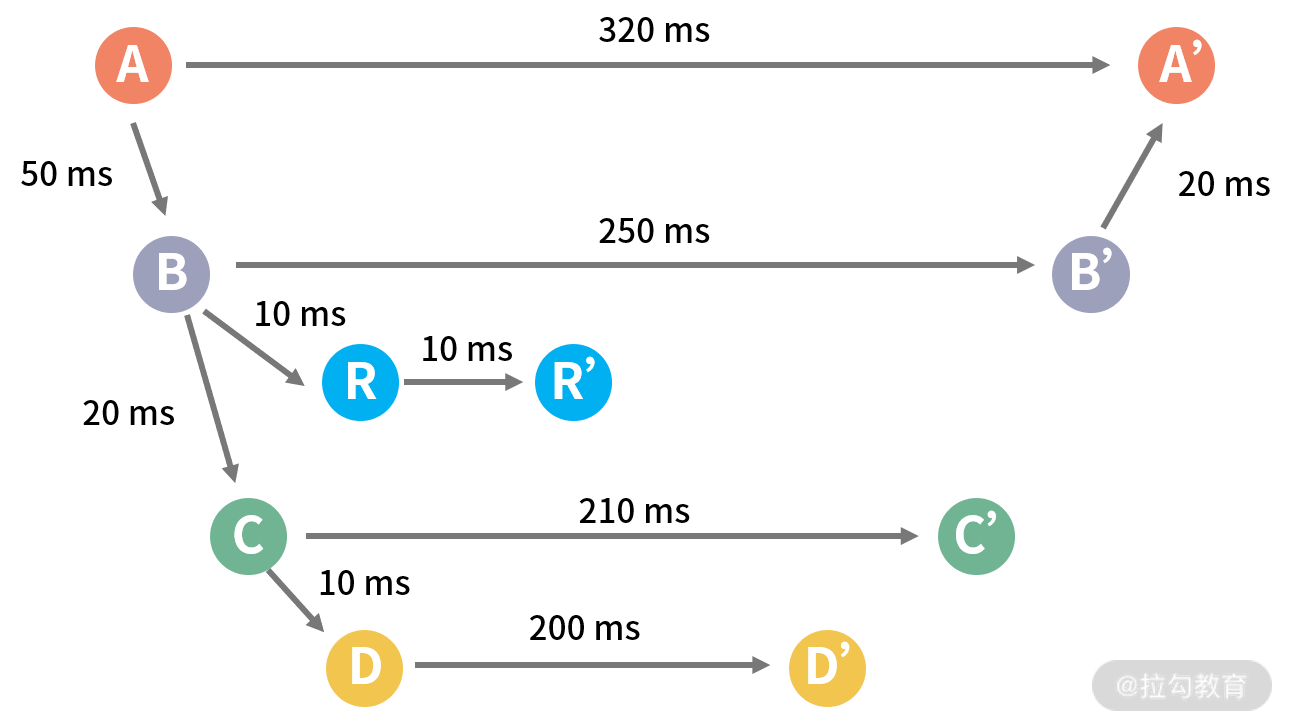 320 ms
A
A’
50 ms
20 ms
250 ms
B
B’
10 ms
10 ms
R
R’
20 ms
210 ms
C
C’
10 ms
200 ms
D
D’
@拉勾教育